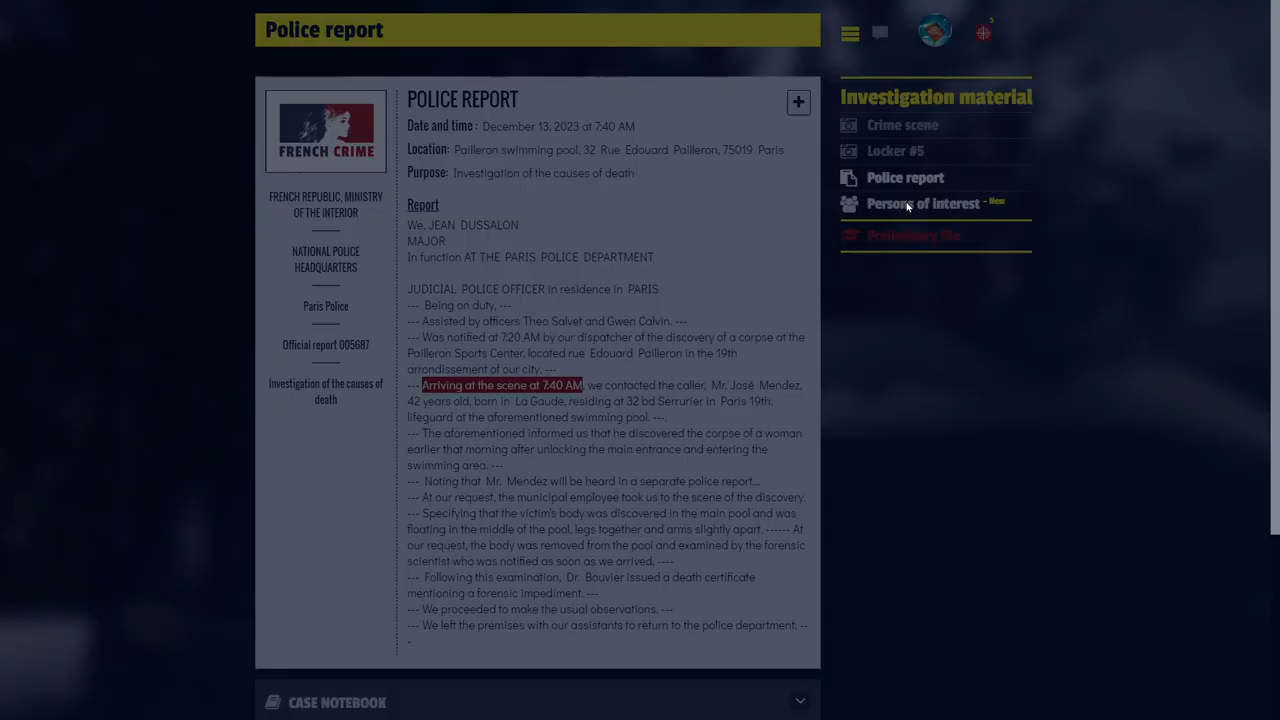 Police report
5
FRENCH CRIME
FRENCH REPUBLIC, MINISTRY
OF THE INTERIOR
NATIONAL POLICE
HEADQUARTERS
Paris Police
Official report 005687
Investigation of the causes of
death
POLICE REPORT
+
Date and time : December 13, 2023 at 7:40 AM
Location: Pailleron swimming pool, 32 Rue Edouard Pailleron, 75019 Paris
Purpose: Investigation of the causes of death
Report
We, JEAN DUSSALON
MAJOR
In function AT THE PARIS POLICE DEPARTMENT
JUDICIAL POLICE OFFICER in residence in PARIS
--- Being on duty, ---
--- Assisted by officers Theo Salvet and Gwen Calvin. ---
--- Was notified at 7:20 AM by our dispatcher of the discovery of a corpse at the
Pailleron Sports Center, located rue Edouard Pailleron in the 19th
arrondissement of our city. ---
--- Arriving at the scene at 7:40 AM, we contacted the caller, Mr. José Mendez,
42 years old, born in La Gaude, residing at 32 bd Serrurier in Paris 19th,
lifeguard at the aforementioned swimming pool. ---.
--- The aforementioned informed us that he discovered the corpse of a woman
earlier that morning after unlocking the main entrance and entering the
swimming area. ---
--- Noting that Mr. Mendez will be heard in a separate police report...
--- At our request, the municipal employee took us to the scene of the discovery.
--- Specifying that the victim's body was discovered in the main pool and was
floating in the middle of the pool, legs together and arms slightly apart. ------ At
our request, the body was removed from the pool and examined by the forensic
scientist who was notified as soon as we arrived, ----
--- Following this examination, Dr. Bouvier issued a death certificate
mentioning a forensic impediment. ---
--- We proceeded to make the usual observations. ---
--- We left the premises with our assistants to return to the police department, --
-
CASE NOTEBOOK
Investigation material
Crime scene
Locker #5
Police report
Persons of interest - New
Preliminary file